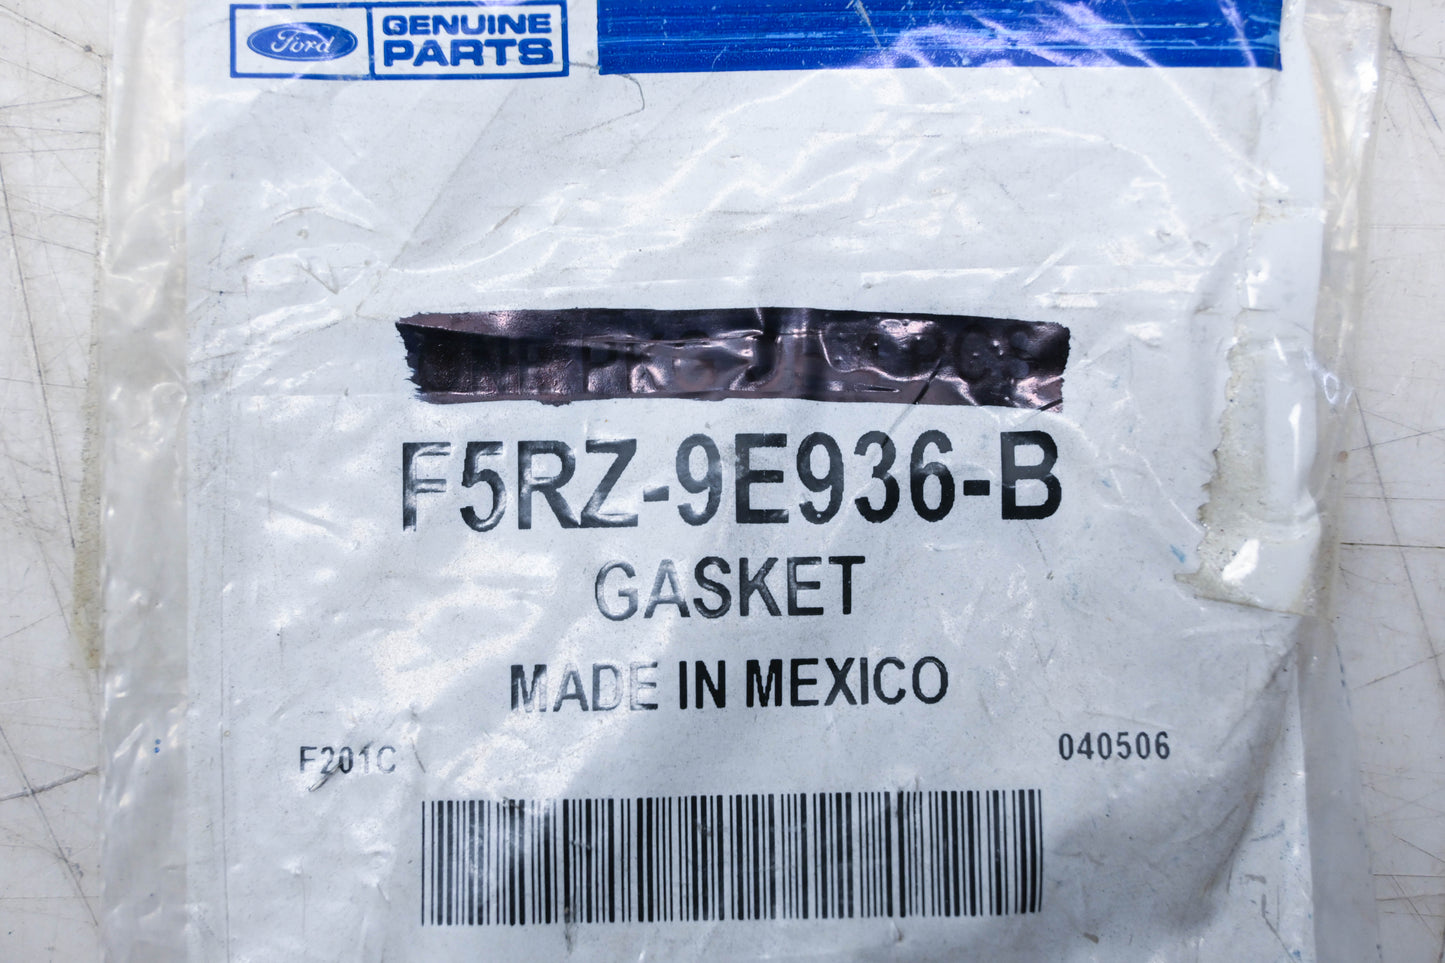 Ford
GENUINE
PARTS
F5RZ-9E936-B
GASKET
MADE IN MEXICO
F201C
040506